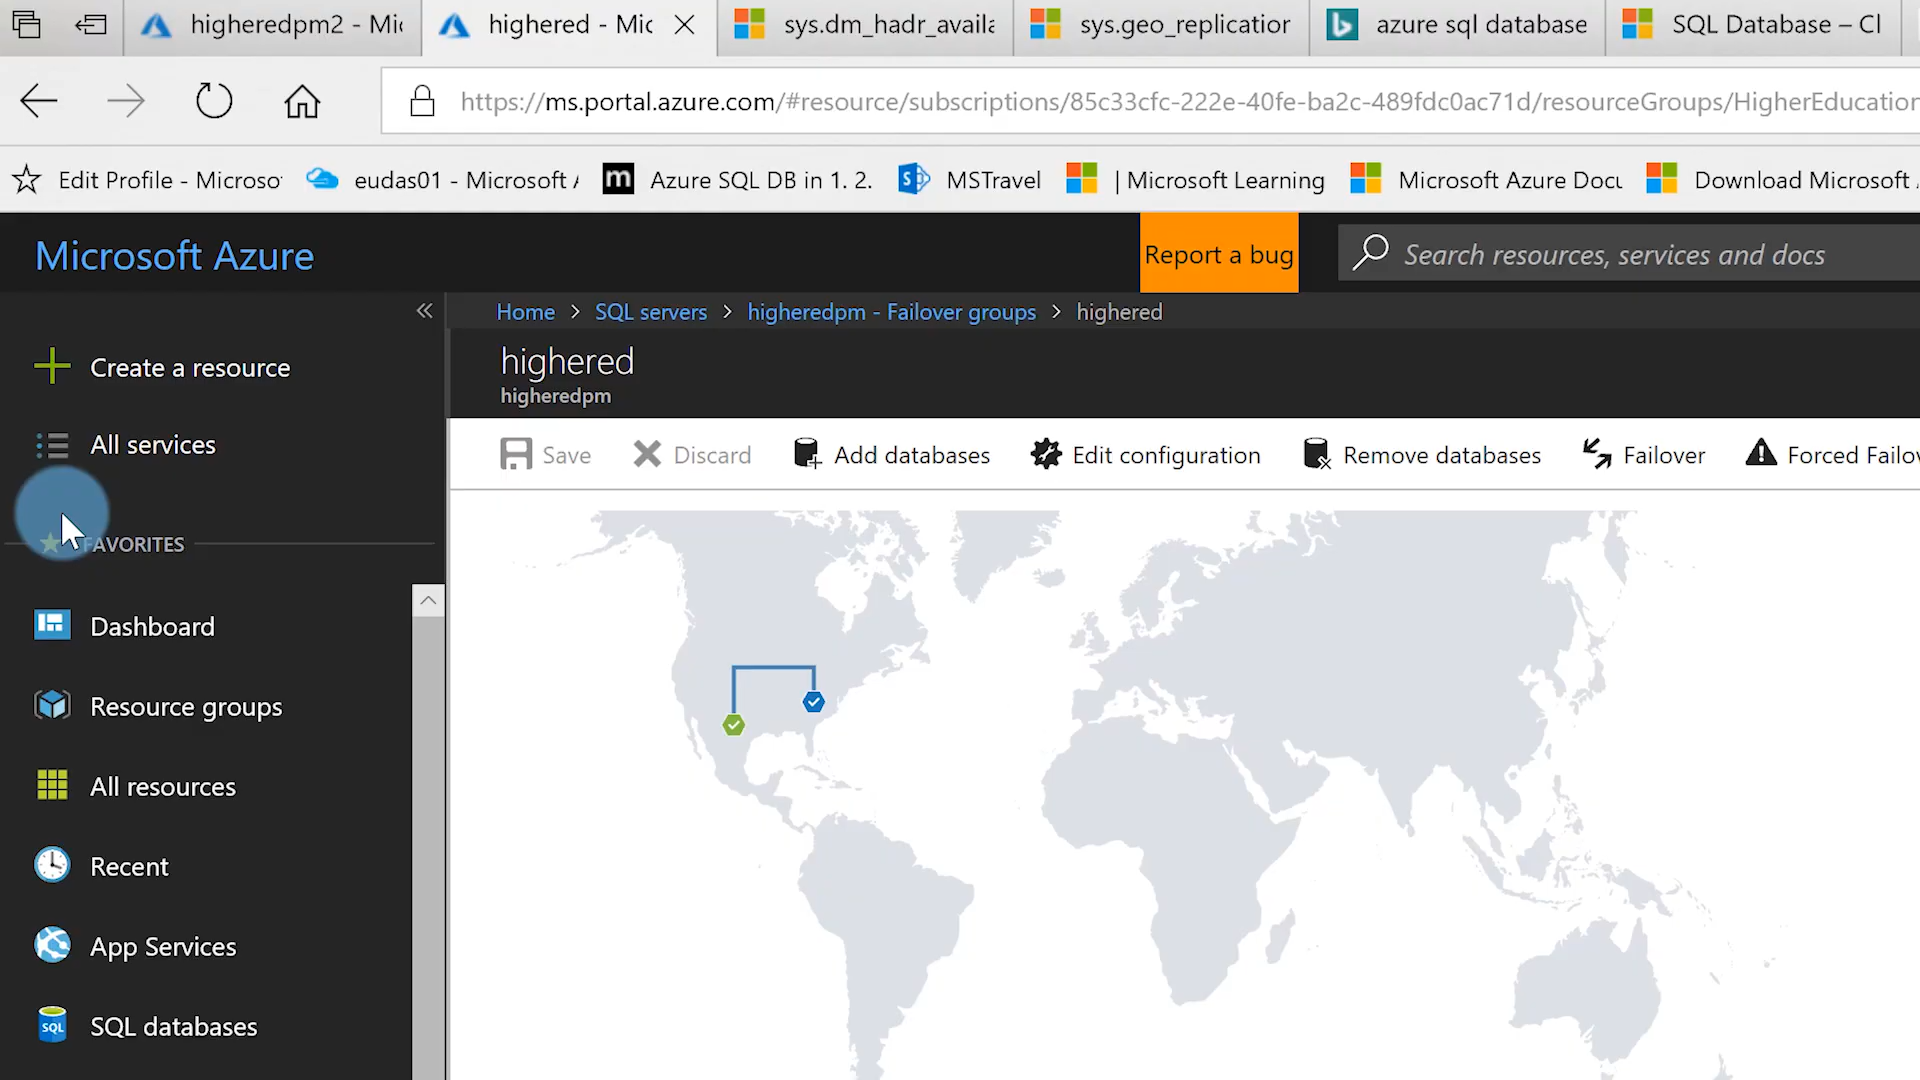 higheredpm2 - Mi
highered - Mic
sys.dm_hadr_availa
sys.geo_replication
azure sql database
SQL Database – Cl
https://ms.portal.azure.com/#resource/subscriptions/85c33cfc-222e-40fe-ba2c-489fdc0ac71d/resourceGroups/HigherEducation
Edit Profile - Microso
eudas01 - Microsoft A
m
Azure SQL DB in 1. 2.
S
MSTravel
| Microsoft Learning
Microsoft Azure Docu
Download Microsoft
Microsoft Azure
Report a bug
Search resources, services and docs
Home > SQL servers > higheredpm - Failover groups > highered
Create a resource
highered
higheredpm
All services
Save
Discard
Add databases
Edit configuration
Remove databases
Failover
Forced Failov
FAVORITES
Dashboard
Resource groups
All resources
Recent
App Services
SQL
SQL databases